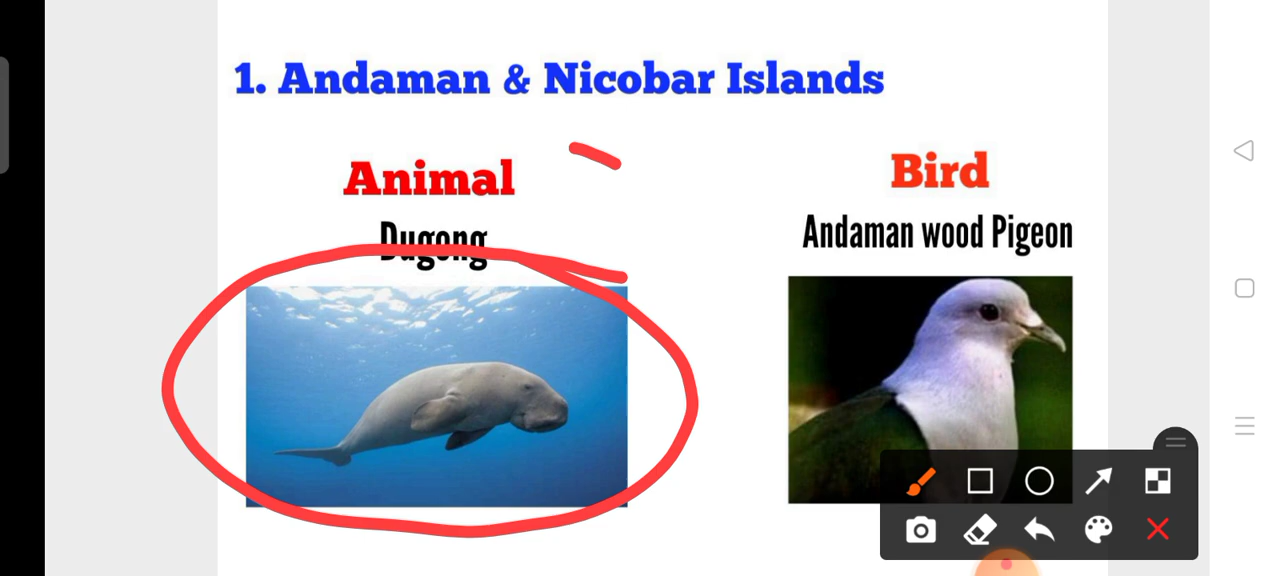 1. Andaman & Nicobar Islands
Animal
Dugong
Bird
Andaman wood Pigeon